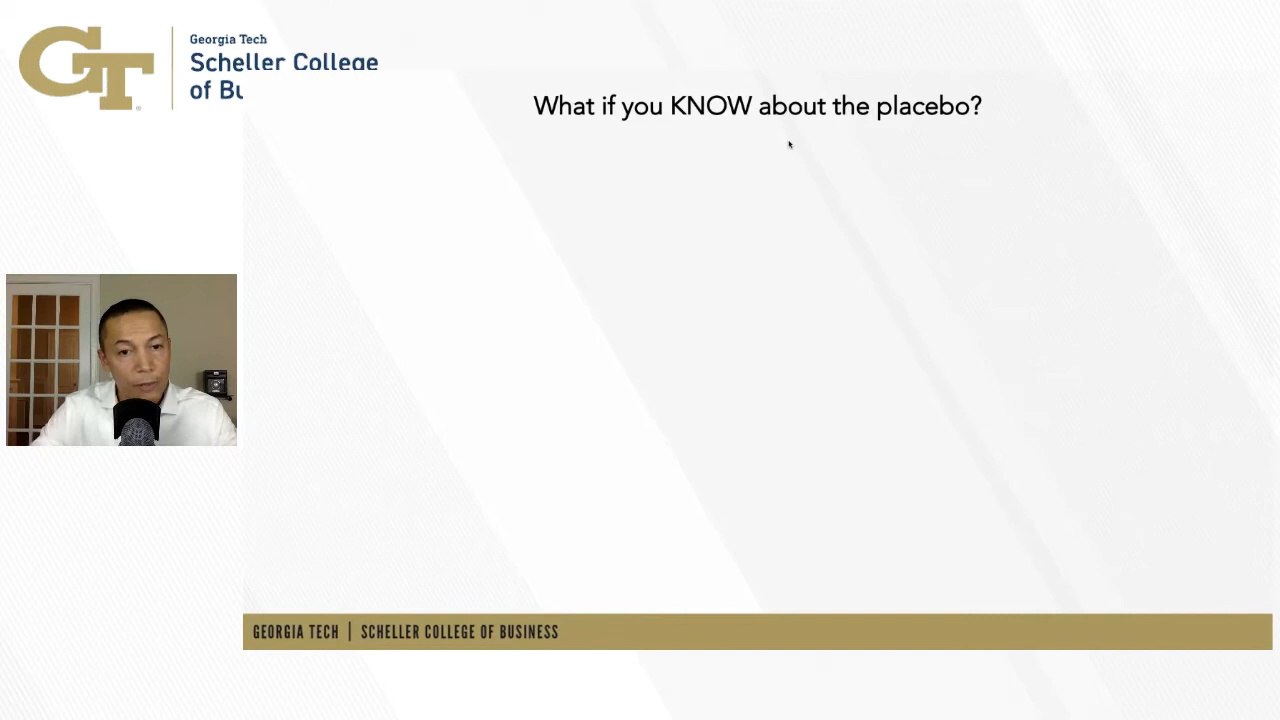 GT
Georgia Tech
Scheller College
of Bu
What if you KNOW about the placebo?
GEORGIA TECH | SCHELLER COLLEGE OF BUSINESS